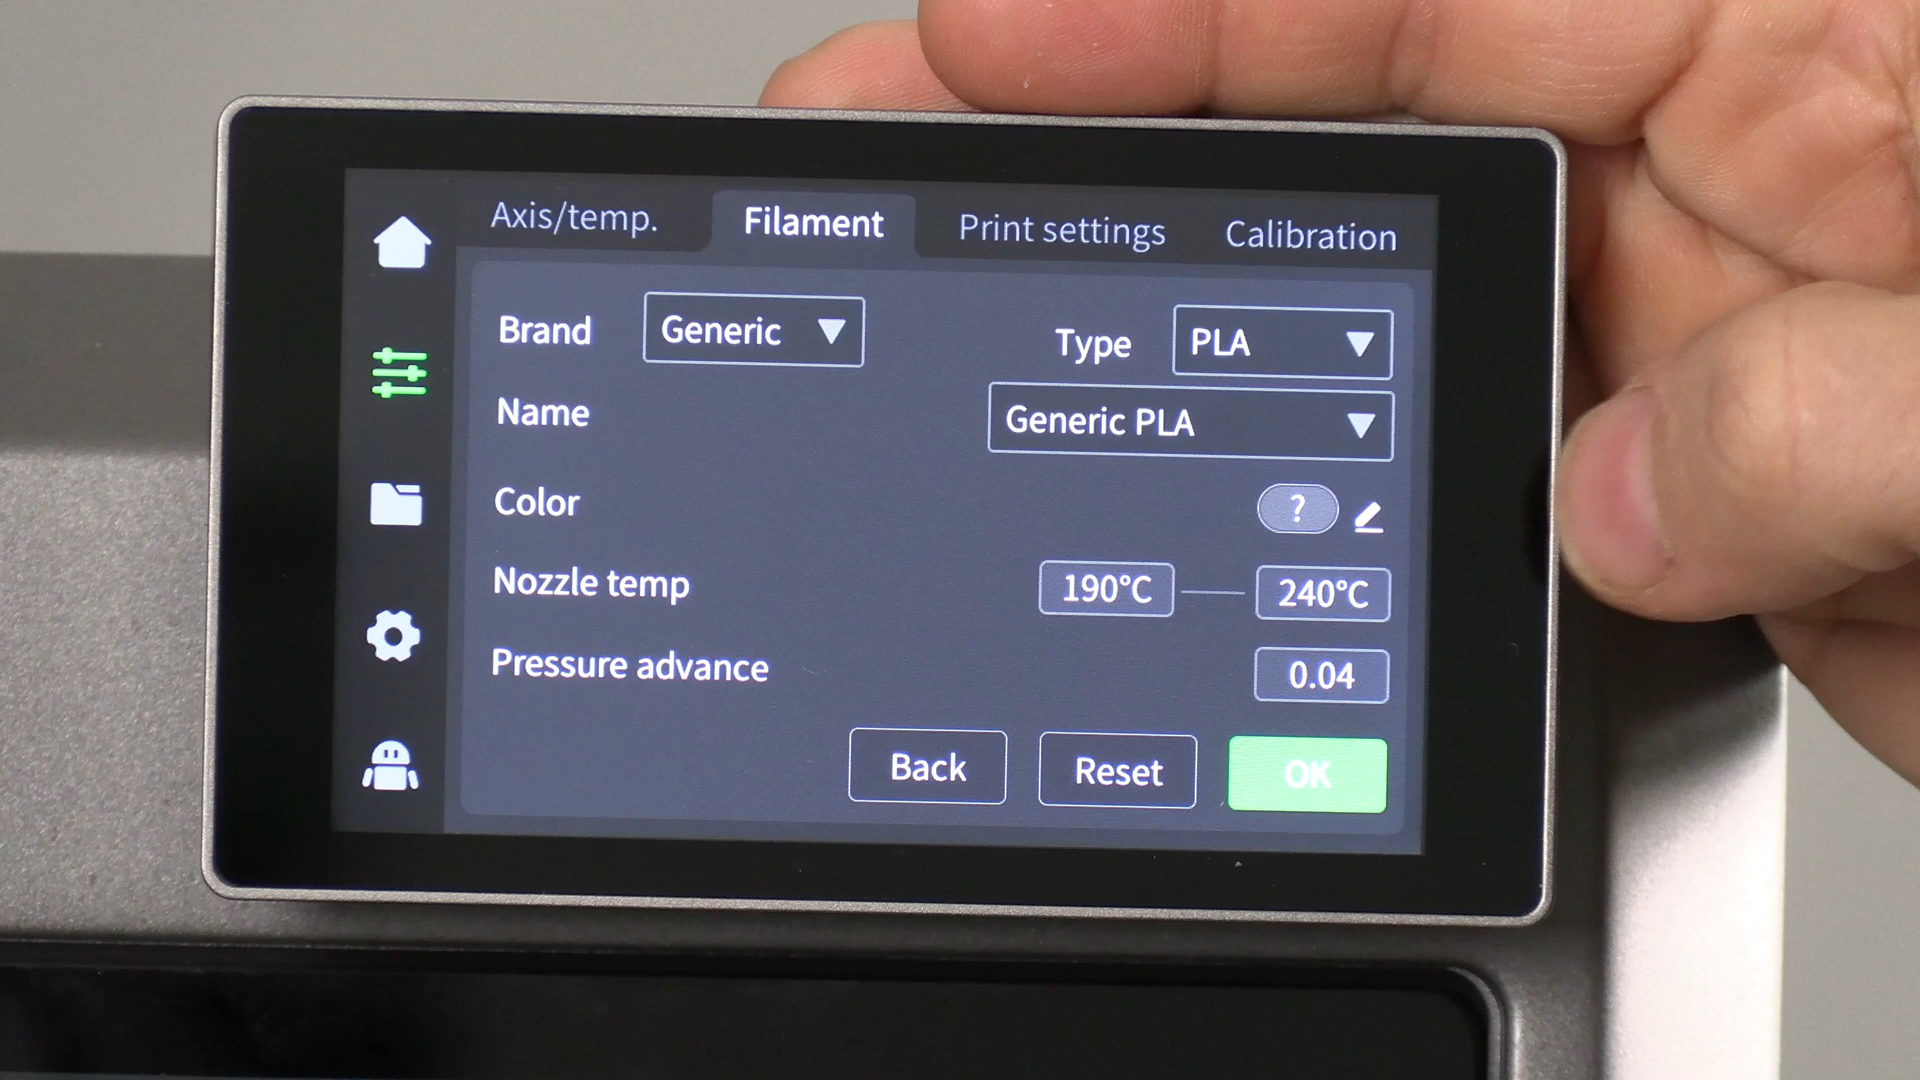 Axis/temp. Filament Print settings Calibration
Brand Generic Type PLA
Name Generic PLA
Color ?
Nozzle temp 190°C 240°C
Pressure advance 0.04
Back Reset OK